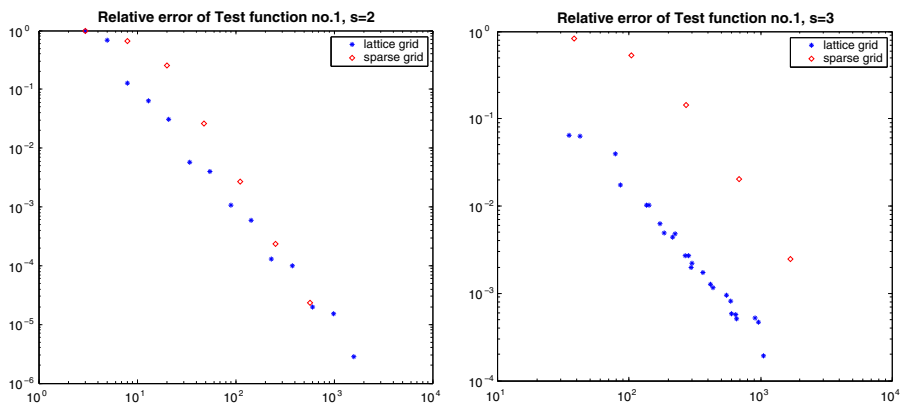 Relative error of Test function no.1, s=2
lattice grid
sparse grid
10^0
10^-1
10^-2
10^-3
10^-4
10^-5
10^-6
10^0 10^1 10^2 10^3 10^4
Relative error of Test function no.1, s=3
lattice grid
sparse grid
10^0
10^-1
10^-2
10^-3
10^-4
10^1 10^2 10^3 10^4